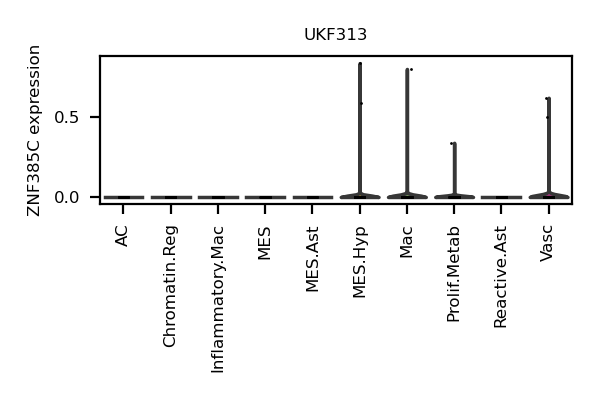 UKF313
ZNF385C expression
0.5
0.0
AC
Chromatin.Reg
Inflammatory.Mac
MES
MES.Ast
MES.Hyp
Mac
Prolif.Metab
Reactive.Ast
Vasc